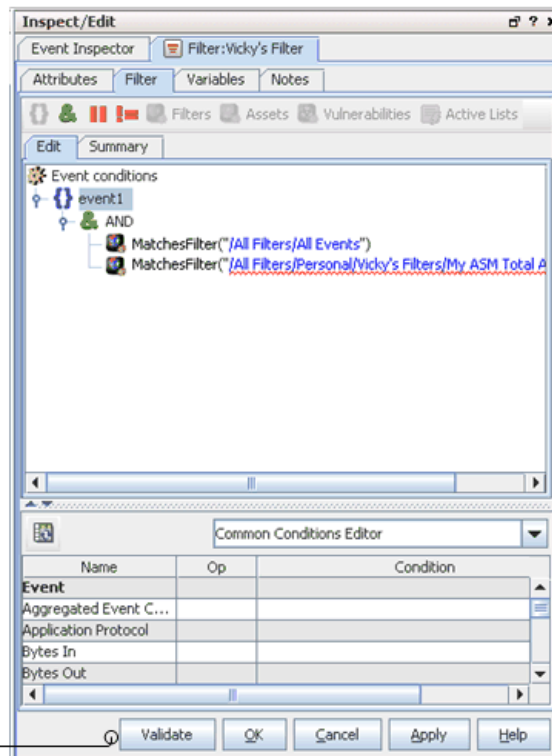 Inspect/Edit
Event Inspector Filter:Vicky's Filter
Attributes Filter Variables Notes
Filters Assets Vulnerabilities Active Lists
Edit Summary
Event conditions
event1
AND
MatchesFilter("/All Filters/All Events")
MatchesFilter("/All Filters/Personal/Vicky's Filters/My ASM Total A
Common Conditions Editor
Name Op Condition
Event
Aggregated Event C...
Application Protocol
Bytes In
Bytes Out
Validate OK Cancel Apply Help